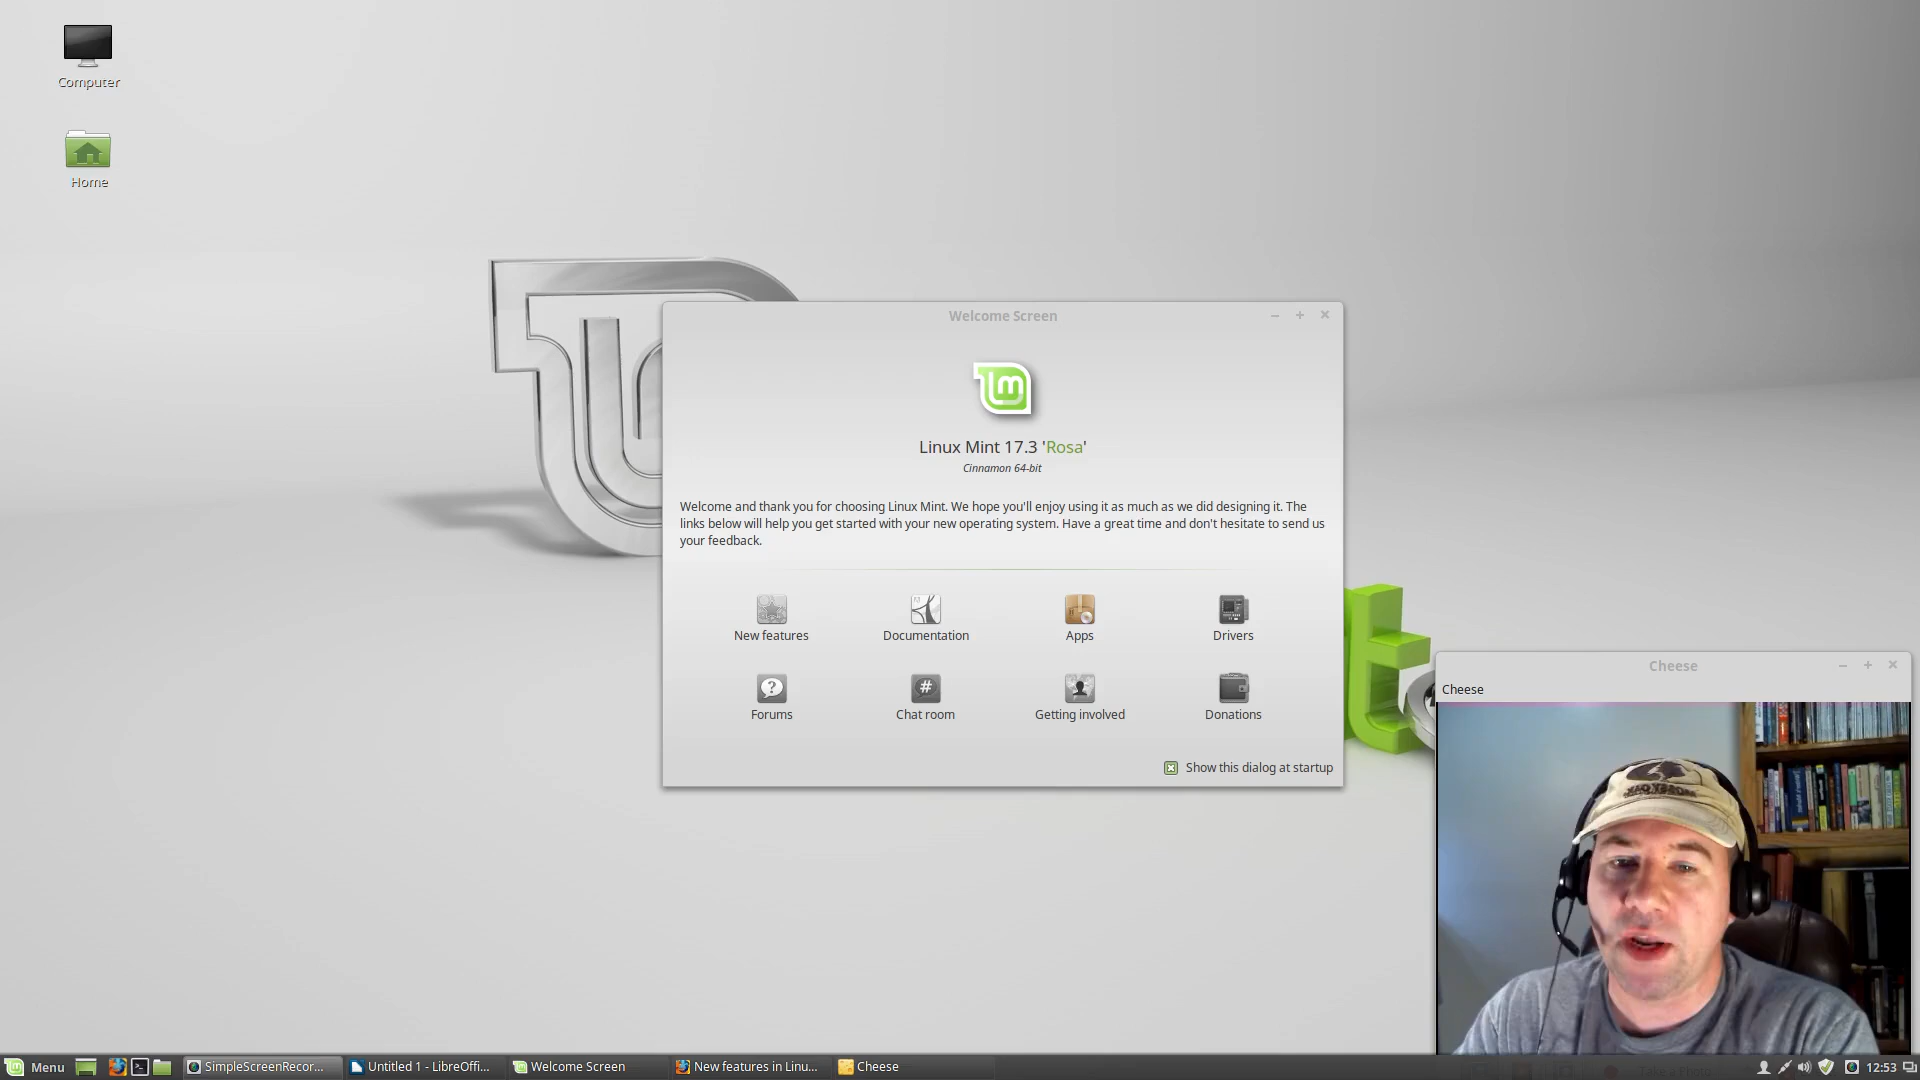 Computer
Home
Welcome Screen
Linux Mint 17.3 'Rosa'
Cinnamon 64-bit
Welcome and thank you for choosing Linux Mint. We hope you'll enjoy using it as much as we did designing it. The
links below will help you get started with your new operating system. Have a great time and don't hesitate to send us
your feedback.
New features
Documentation
Apps
Drivers
Forums
Chat room
Getting involved
Donations
Show this dialog at startup
Cheese
Cheese
MOSSY OAK
Menu
SimpleScreenRecor...
Untitled 1 - LibreOffi...
Welcome Screen
New features in Linu...
Cheese
12:53